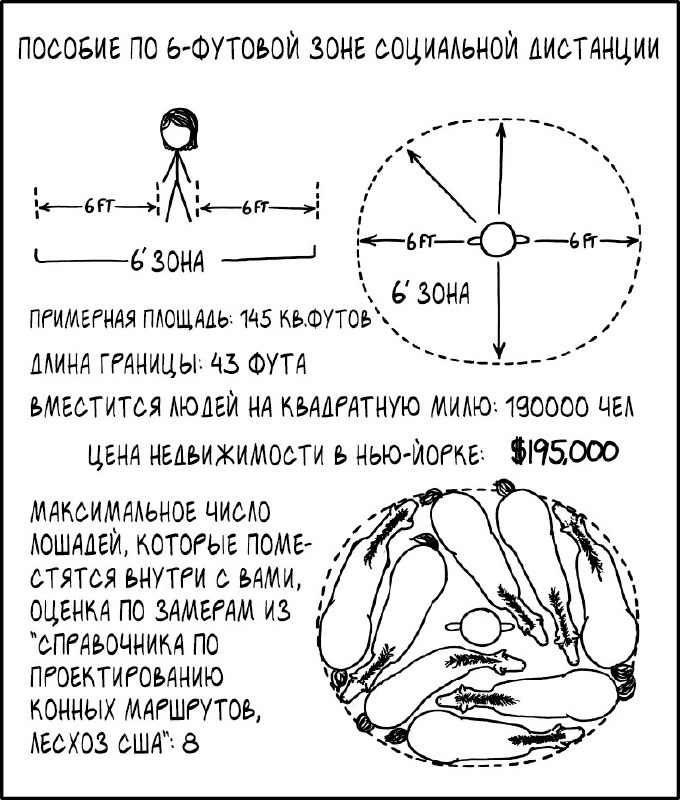 ПОСОБИЕ ПО 6-ФУТОВОЙ ЗОНЕ СОЦИАЛЬНОЙ ДИСТАНЦИИ
6FT 6FT
6' ЗОНА
6FT 6FT
6' ЗОНА
ПРИМЕРНАЯ ПЛОЩАДЬ: 145 КВ.ФУТОВ
ДЛИНА ГРАНИЦЫ: 43 ФУТА
ВМЕСТИТСЯ ЛЮДЕЙ НА КВАДРАТНУЮ МИЛЮ: 190000 ЧЕЛ
ЦЕНА НЕДВИЖИМОСТИ В НЬЮ-ЙОРКЕ: $195,000
МАКСИМАЛЬНОЕ ЧИСЛО
ЛОШАДЕЙ, КОТОРЫЕ ПОМЕ-
СТЯТСЯ ВНУТРИ С ВАМИ,
ОЦЕНКА ПО ЗАМЕРАМ ИЗ
"СПРАВОЧНИКА ПО
ПРОЕКТИРОВАНИЮ
КОННЫХ МАРШРУТОВ,
ЛЕСХОЗ США": 8